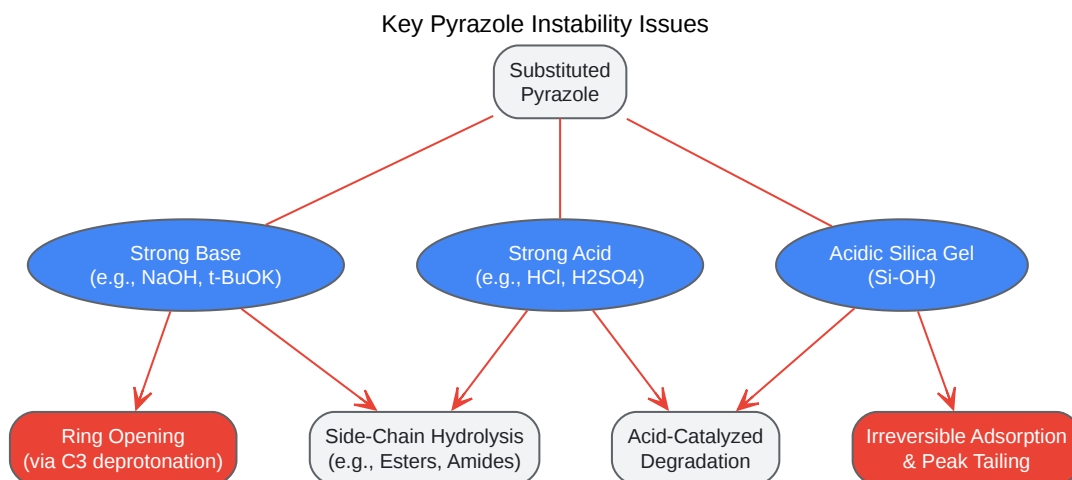 Key Pyrazole Instability Issues
Substituted
Pyrazole
Strong Base
(e.g., NaOH, t-BuOK)
Strong Acid
(e.g., HCl, H2SO4)
Acidic Silica Gel
(Si-OH)
Ring Opening
(via C3 deprotonation)
Side-Chain Hydrolysis
(e.g., Esters, Amides)
Acid-Catalyzed
Degradation
Irreversible Adsorption
& Peak Tailing